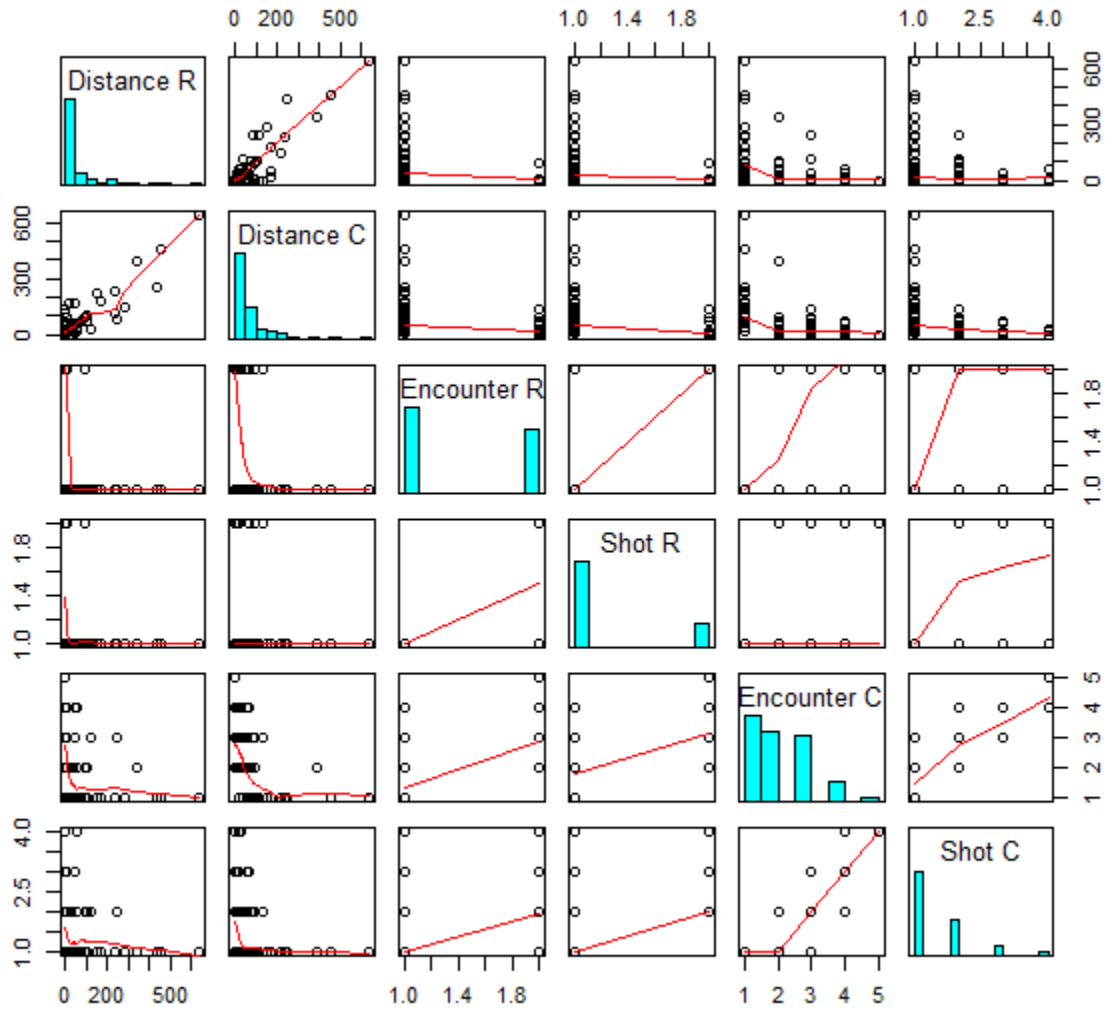 0 200 500 1.0 1.4 1.8 1.0 2.5 4.0
Distance R
0 300 600
Distance C
0 300 600
Encounter R
1.0 1.4 1.8
Shot R
1.0 1.4 1.8
Encounter C
1 2 3 4 5
Shot C
1.0 2.5 4.0
0 200 500 1.0 1.4 1.8 1 2 3 4 5